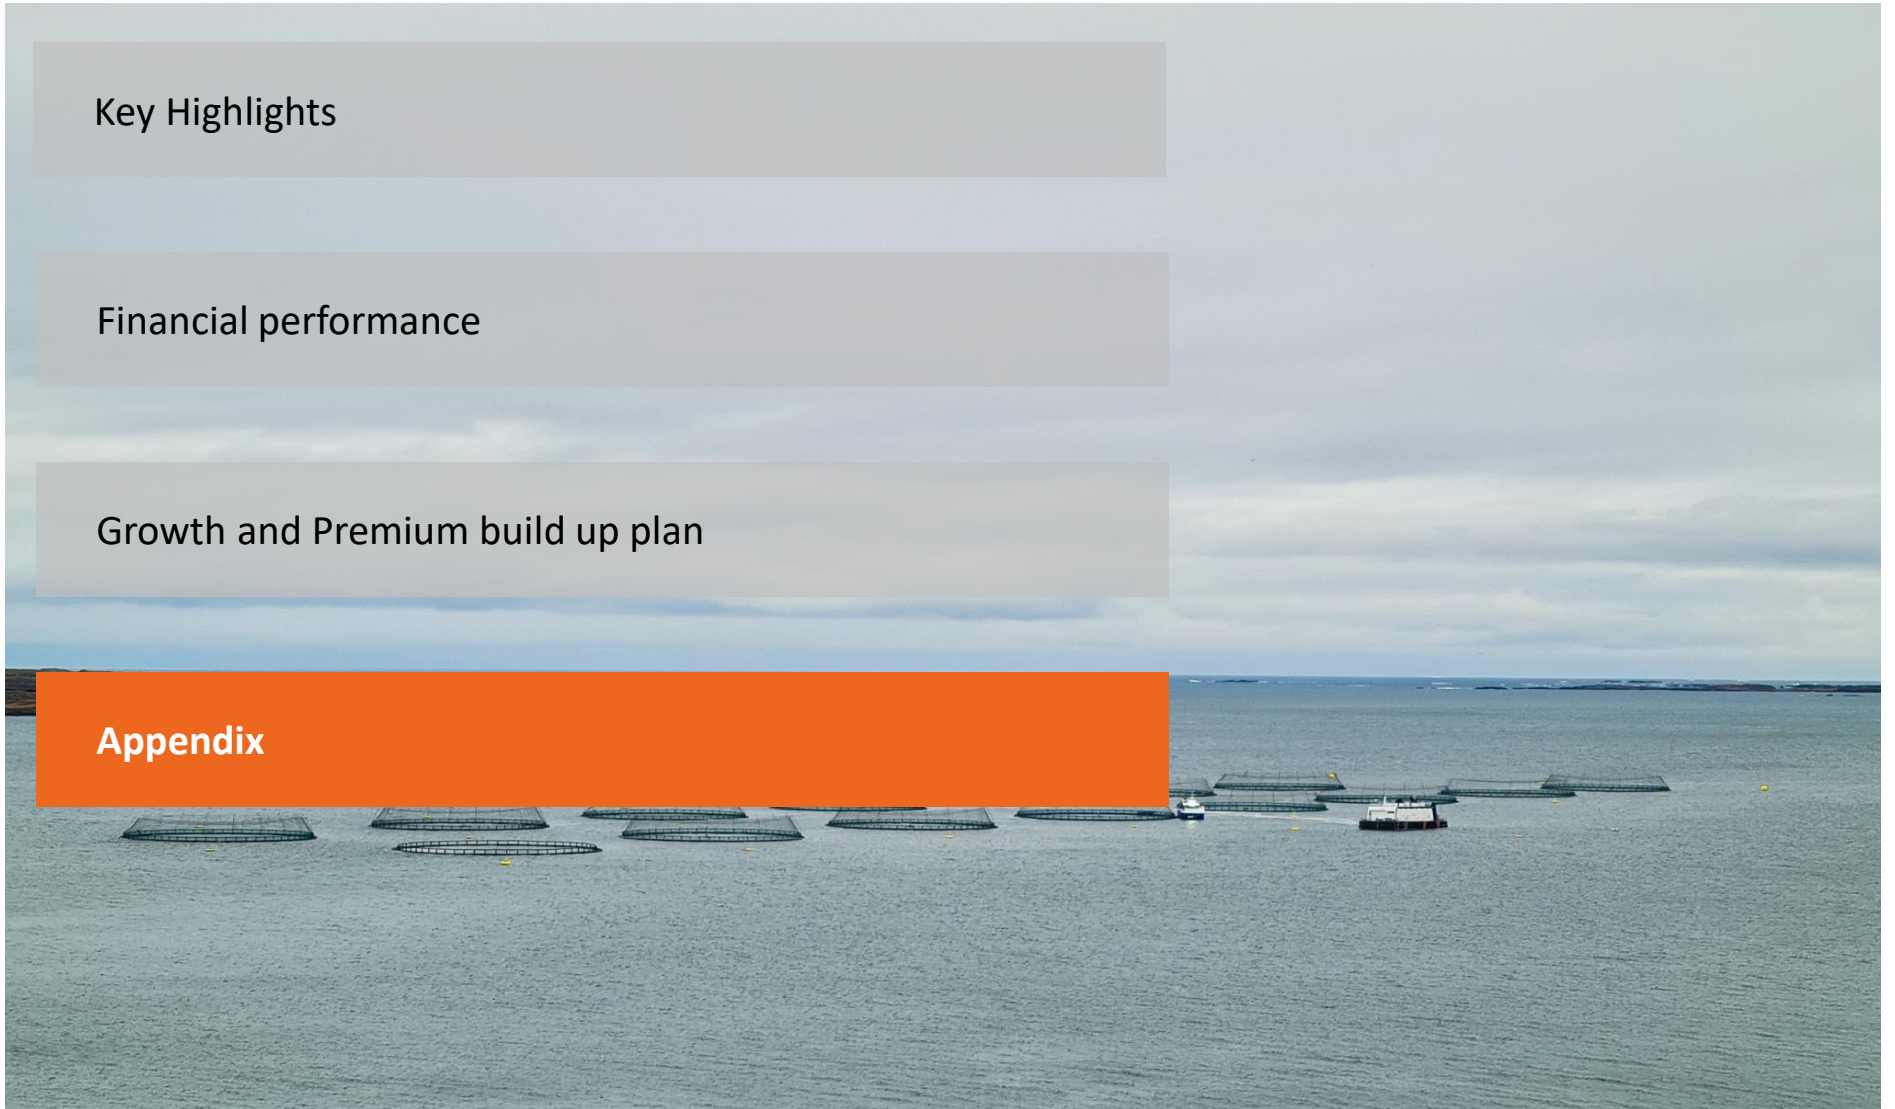 Key Highlights
Financial performance
Growth and Premium build up plan
Appendix